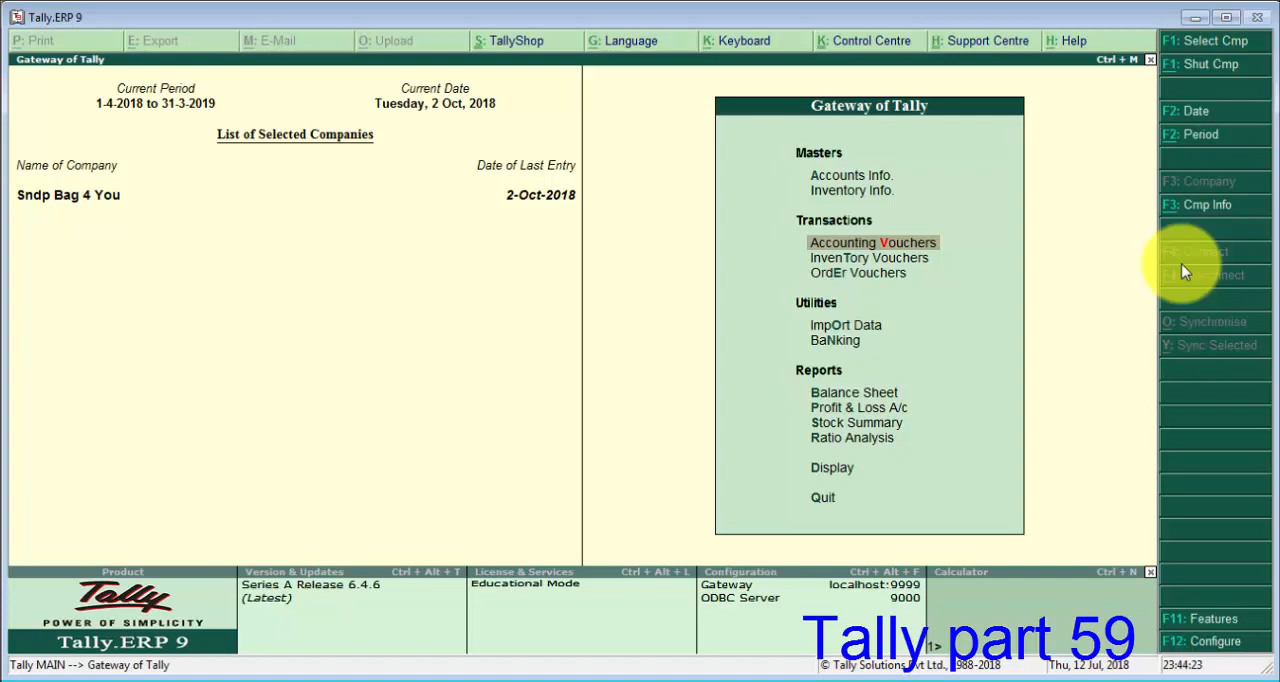 Tally.ERP 9
P: Print E: Export M: E-Mail O: Upload S: TallyShop G: Language K: Keyboard K: Control Centre H: Support Centre H: Help
Gateway of Tally Ctrl + M
Current Period Current Date
1-4-2018 to 31-3-2019 Tuesday, 2 Oct, 2018
List of Selected Companies
Name of Company Date of Last Entry
Sndp Bag 4 You 2-Oct-2018
Gateway of Tally
Masters
Accounts Info.
Inventory Info.
Transactions
Accounting Vouchers
InvenTory Vouchers
OrdEr Vouchers
Utilities
ImpOrt Data
BaNking
Reports
Balance Sheet
Profit & Loss A/c
Stock Summary
Ratio Analysis
Display
Quit
F1: Select Cmp
F1: Shut Cmp
F2: Date
F2: Period
F3: Company
F3: Cmp Info
O: Synchronise
Y: Sync Selected
F11: Features
F12: Configure
Product
Tally
POWER OF SIMPLICITY
Tally.ERP 9
Version & Updates Ctrl + Alt + T
Series A Release 6.4.6
(Latest)
License & Services Ctrl + Alt + L
Educational Mode
Configuration Ctrl + Alt + F
Gateway localhost:9999
ODBC Server 9000
Calculator Ctrl + N
1>
Tally part 59
Tally MAIN --> Gateway of Tally © Tally Solutions Pvt Ltd., 1988-2018 Thu, 12 Jul, 2018 23:44:23